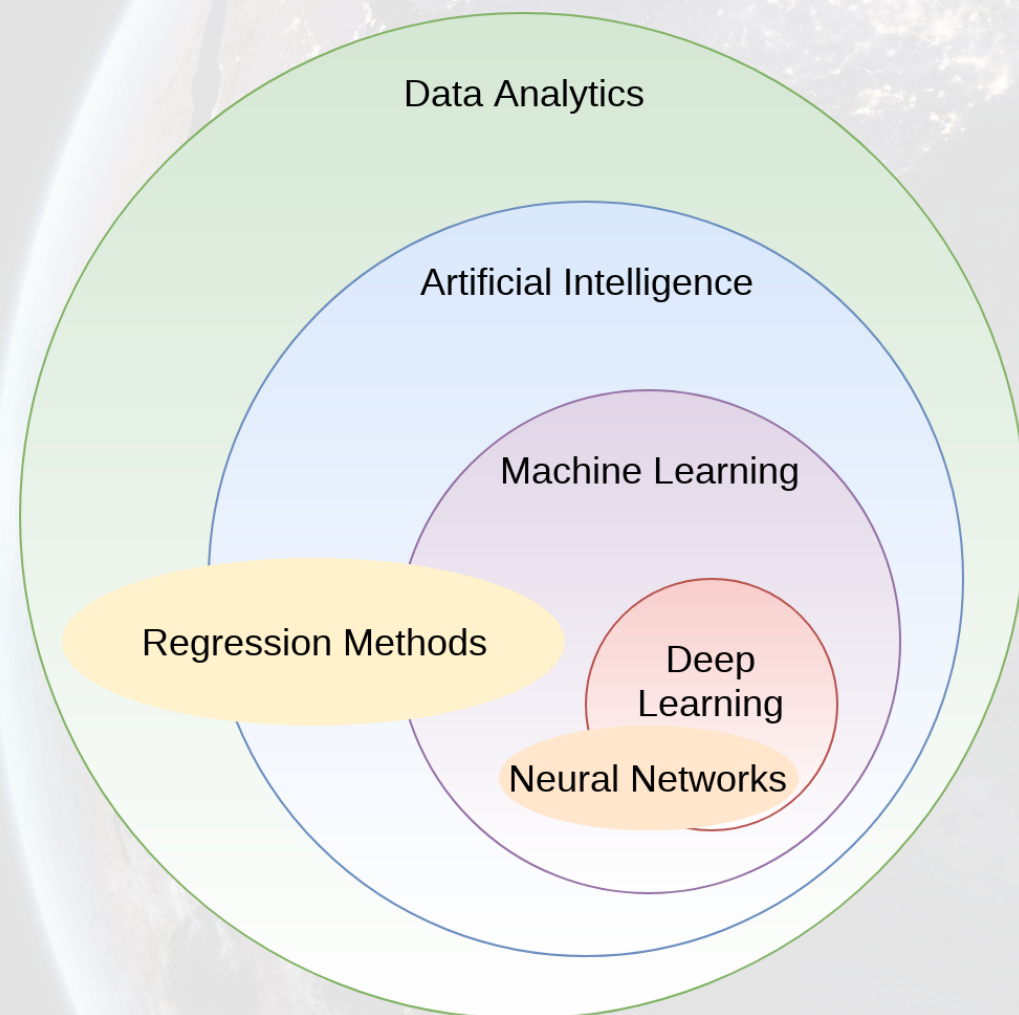 Data Analytics
Artificial Intelligence
Machine Learning
Regression Methods
Deep
Learning
Neural Networks